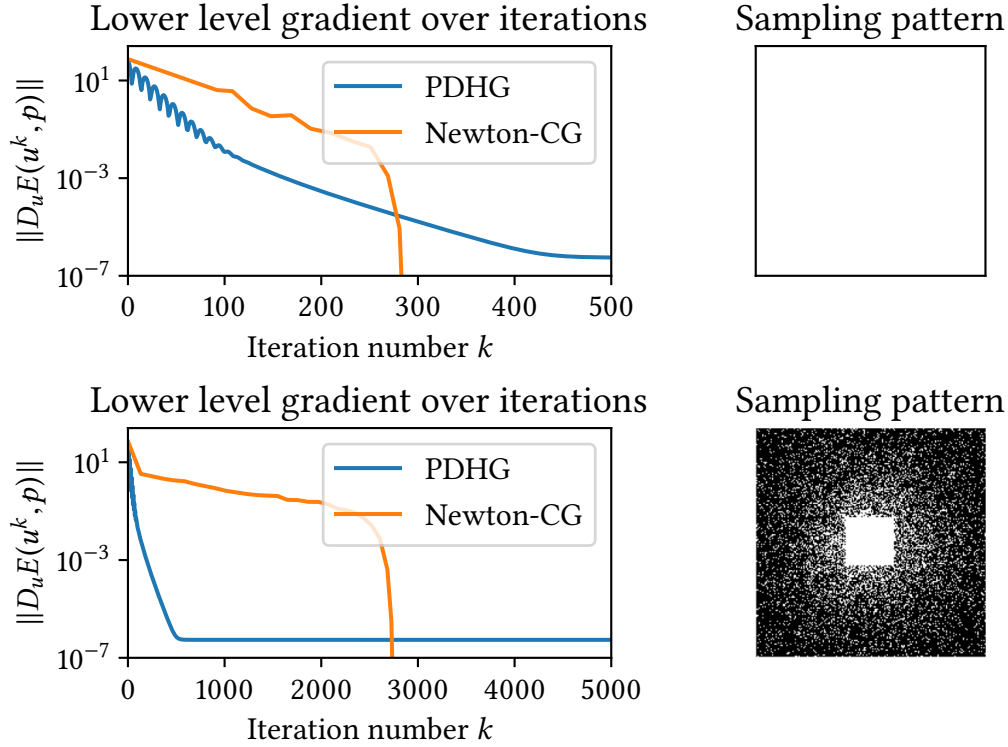 Lower level gradient over iterations
Sampling pattern
||D_uE(u^k, p)||
10^1
10^−3
10^−7
PDHG
Newton-CG
0 100 200 300 400 500
Iteration number k
Lower level gradient over iterations
Sampling pattern
||D_uE(u^k, p)||
10^1
10^−3
10^−7
PDHG
Newton-CG
0 1000 2000 3000 4000 5000
Iteration number k